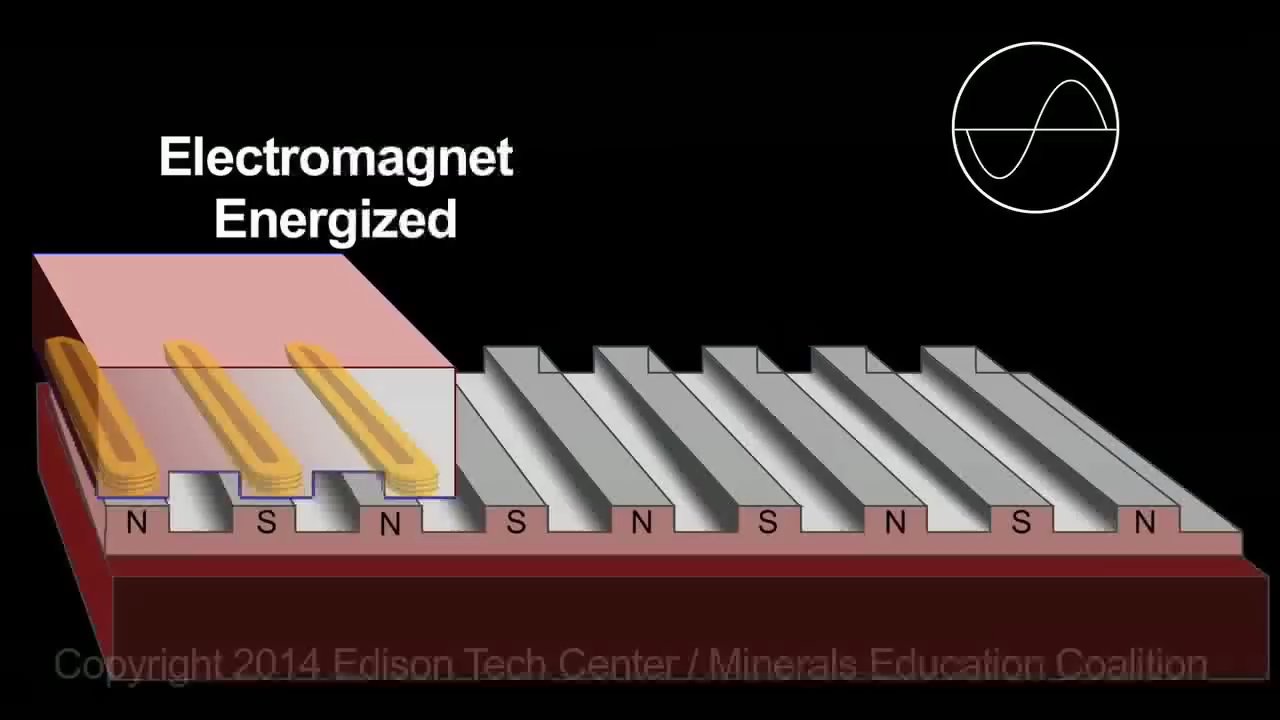 Electromagnet
Energized
N S N S N S N S N
Copyright 2014 Edison Tech Center / Minerals Education Coalition